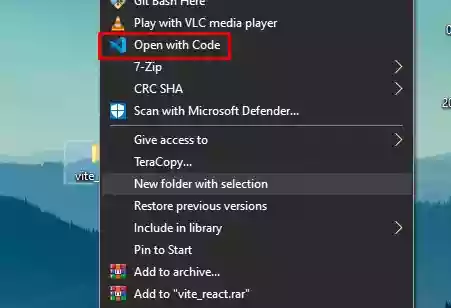 Git Bash Here
Play with VLC media player
Open with Code
7-Zip
CRC SHA
Scan with Microsoft Defender...
Give access to
TeraCopy...
vite_
New folder with selection
Restore previous versions
Include in library
Pin to Start
Add to archive...
Add to "vite_react.rar"